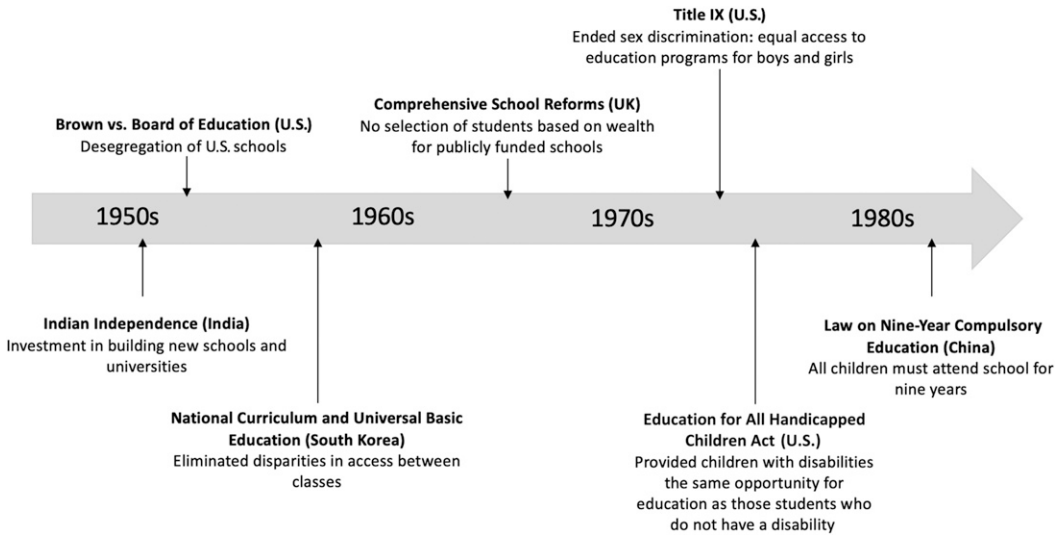 Title IX (U.S.)
Ended sex discrimination: equal access to
education programs for boys and girls
Comprehensive School Reforms (UK)
No selection of students based on wealth
for publicly funded schools
Brown vs. Board of Education (U.S.)
Desegregation of U.S. schools
1950s
1960s
1970s
1980s
Indian Independence (India)
Investment in building new schools and
universities
Law on Nine-Year Compulsory
Education (China)
All children must attend school for
nine years
National Curriculum and Universal Basic
Education (South Korea)
Eliminated disparities in access between
classes
Education for All Handicapped
Children Act (U.S.)
Provided children with disabilities
the same opportunity for
education as those students who
do not have a disability